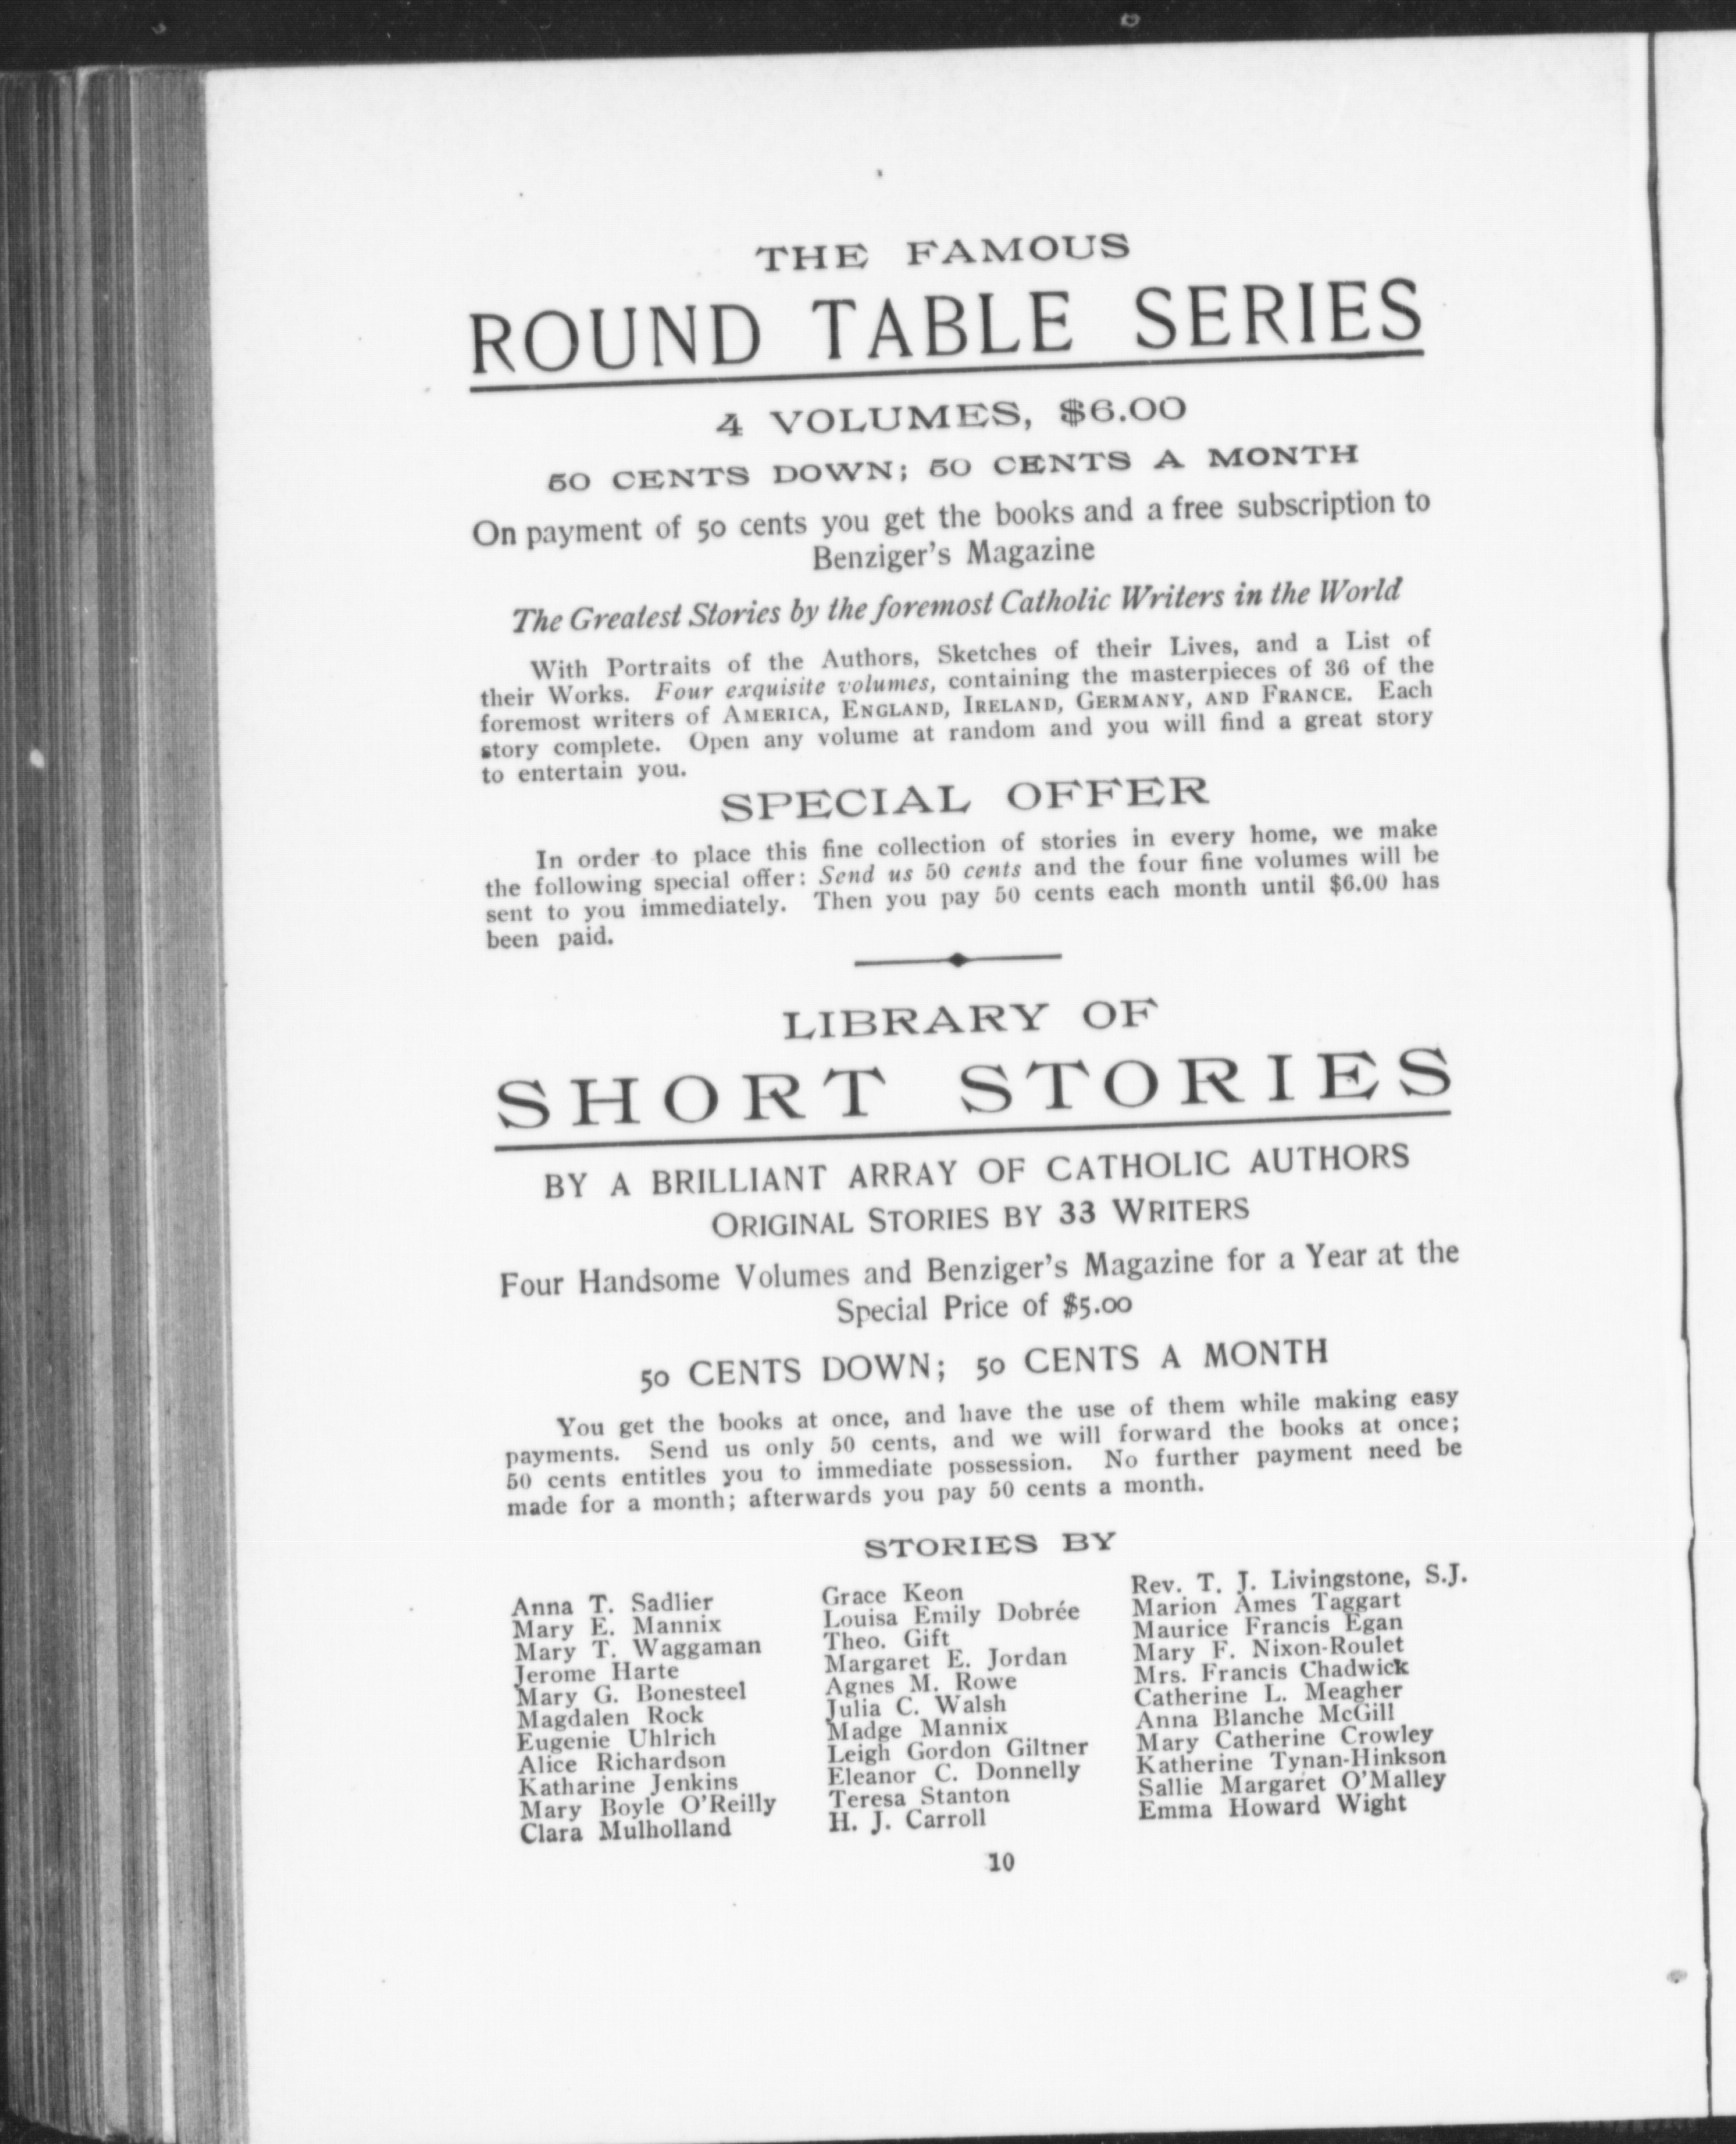 THE FAMOUS
ROUND TABLE SERIES
4 VOLUMES, $6.00
50 CENTS DOWN; 50 CENTS A MONTH
On payment of 50 cents you get the books and a free subscription to
Benziger's Magazine
The Greatest Stories by the foremost Catholic Writers in the World
With Portraits of the Authors, Sketches of their Lives, and a List of
their Works. Four exquisite volumes, containing the masterpieces of 36 of the
foremost writers of AMERICA, ENGLAND, IRELAND, GERMANY, AND FRANCE. Each
story complete. Open any volume at random and you will find a great story
to entertain you.
SPECIAL OFFER
In order to place this fine collection of stories in every home, we make
the following special offer: Send us 50 cents and the four fine volumes will be
sent to you immediately. Then you pay 50 cents each month until $6.00 has
been paid.
LIBRARY OF
SHORT STORIES
BY A BRILLIANT ARRAY OF CATHOLIC AUTHORS
ORIGINAL STORIES BY 33 WRITERS
Four Handsome Volumes and Benziger's Magazine for a Year at the
Special Price of $5.00
50 CENTS DOWN; 50 CENTS A MONTH
You get the books at once, and have the use of them while making easy
payments. Send us only 50 cents, and we will forward the books at once;
50 cents entitles you to immediate possession. No further payment need be
made for a month; afterwards you pay 50 cents a month.
STORIES BY
Anna T. Sadlier
Mary E. Mannix
Mary T. Waggaman
Jerome Harte
Mary G. Bonesteel
Magdalen Rock
Eugenie Uhlrich
Alice Richardson
Katharine Jenkins
Mary Boyle O'Reilly
Clara Mulholland
Grace Keon
Louisa Emily Dobrée
Theo. Gift
Margaret E. Jordan
Agnes M. Rowe
Julia C. Walsh
Madge Mannix
Leigh Gordon Giltner
Eleanor C. Donnelly
Teresa Stanton
H. J. Carroll
Rev. T. J. Livingstone, S.J.
Marion Ames Taggart
Maurice Francis Egan
Mary F. Nixon-Roulet
Mrs. Francis Chadwick
Catherine L. Meagher
Anna Blanche McGill
Mary Catherine Crowley
Katherine Tynan-Hinkson
Sallie Margaret O'Malley
Emma Howard Wight
10